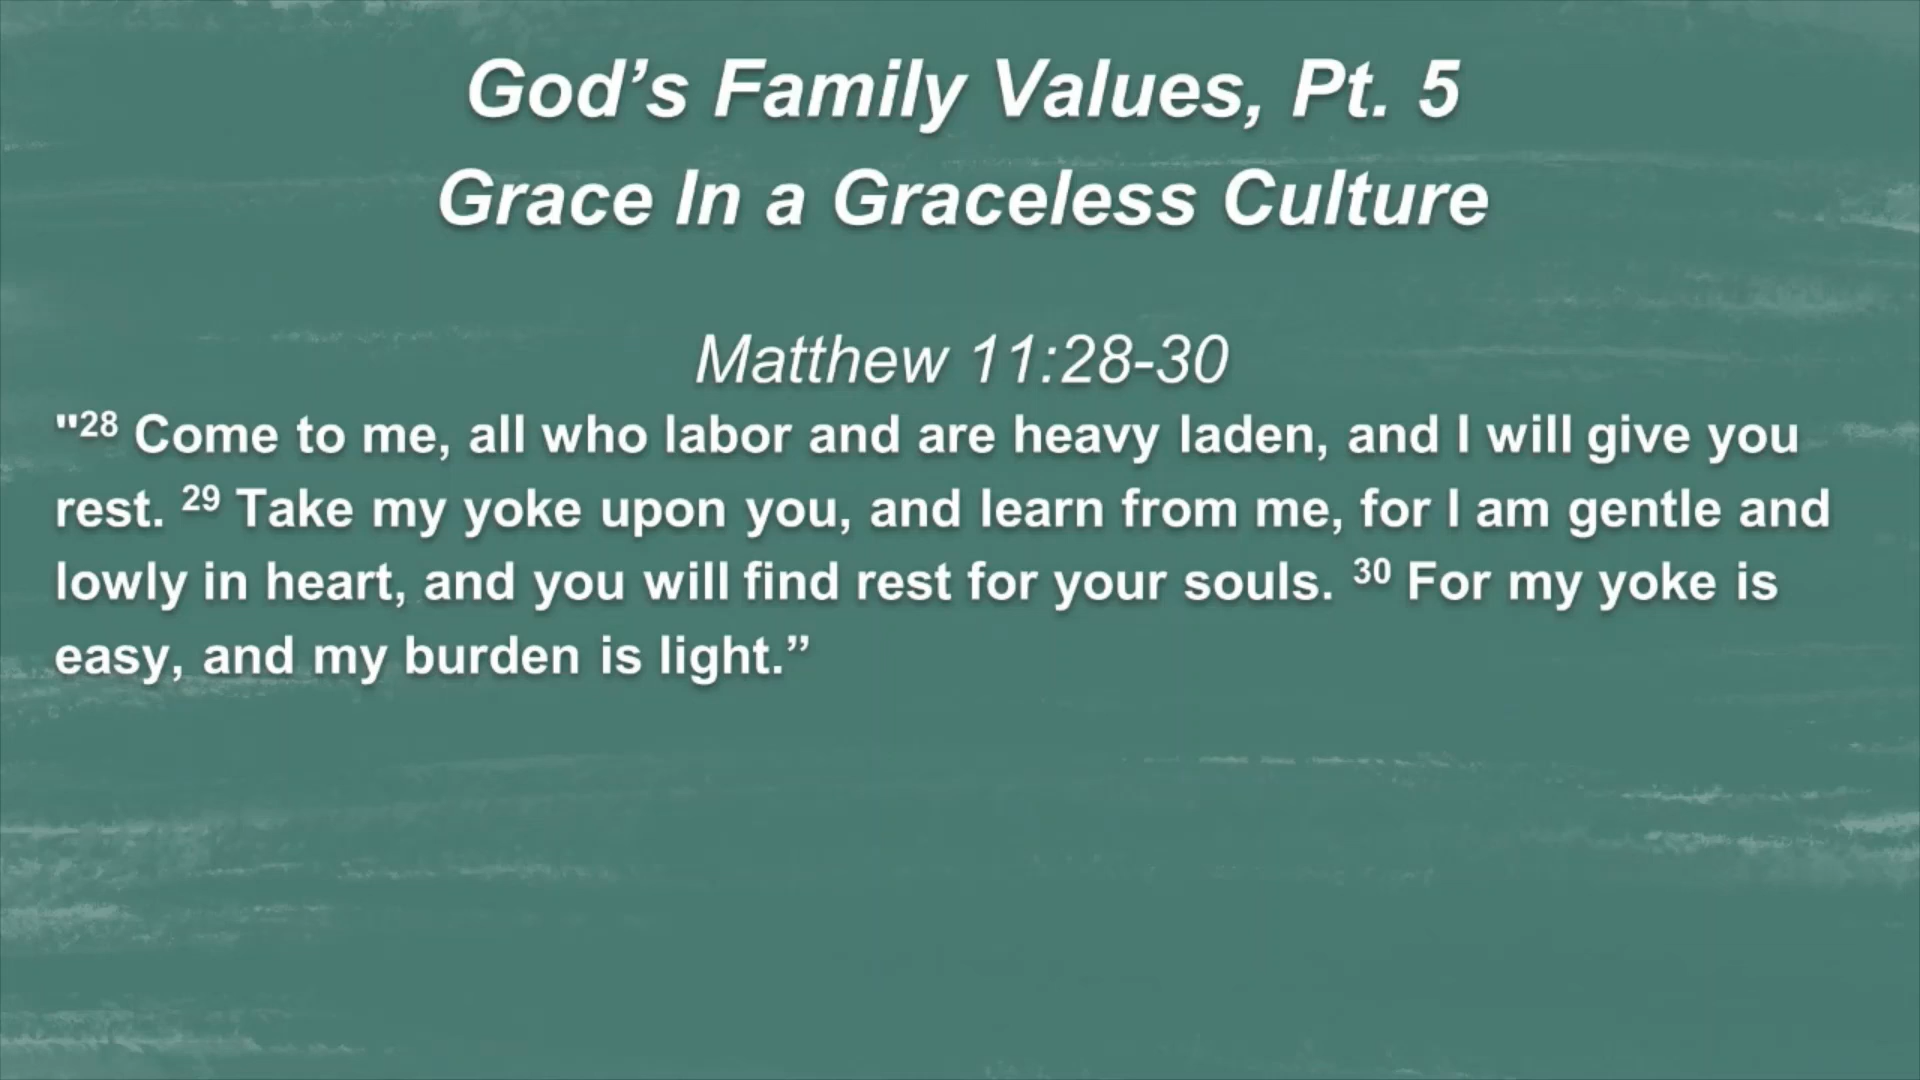 God’s Family Values, Pt. 5
Grace In a Graceless Culture
Matthew 11:28-30
"28 Come to me, all who labor and are heavy laden, and I will give you
rest. 29 Take my yoke upon you, and learn from me, for I am gentle and
lowly in heart, and you will find rest for your souls. 30 For my yoke is
easy, and my burden is light.”